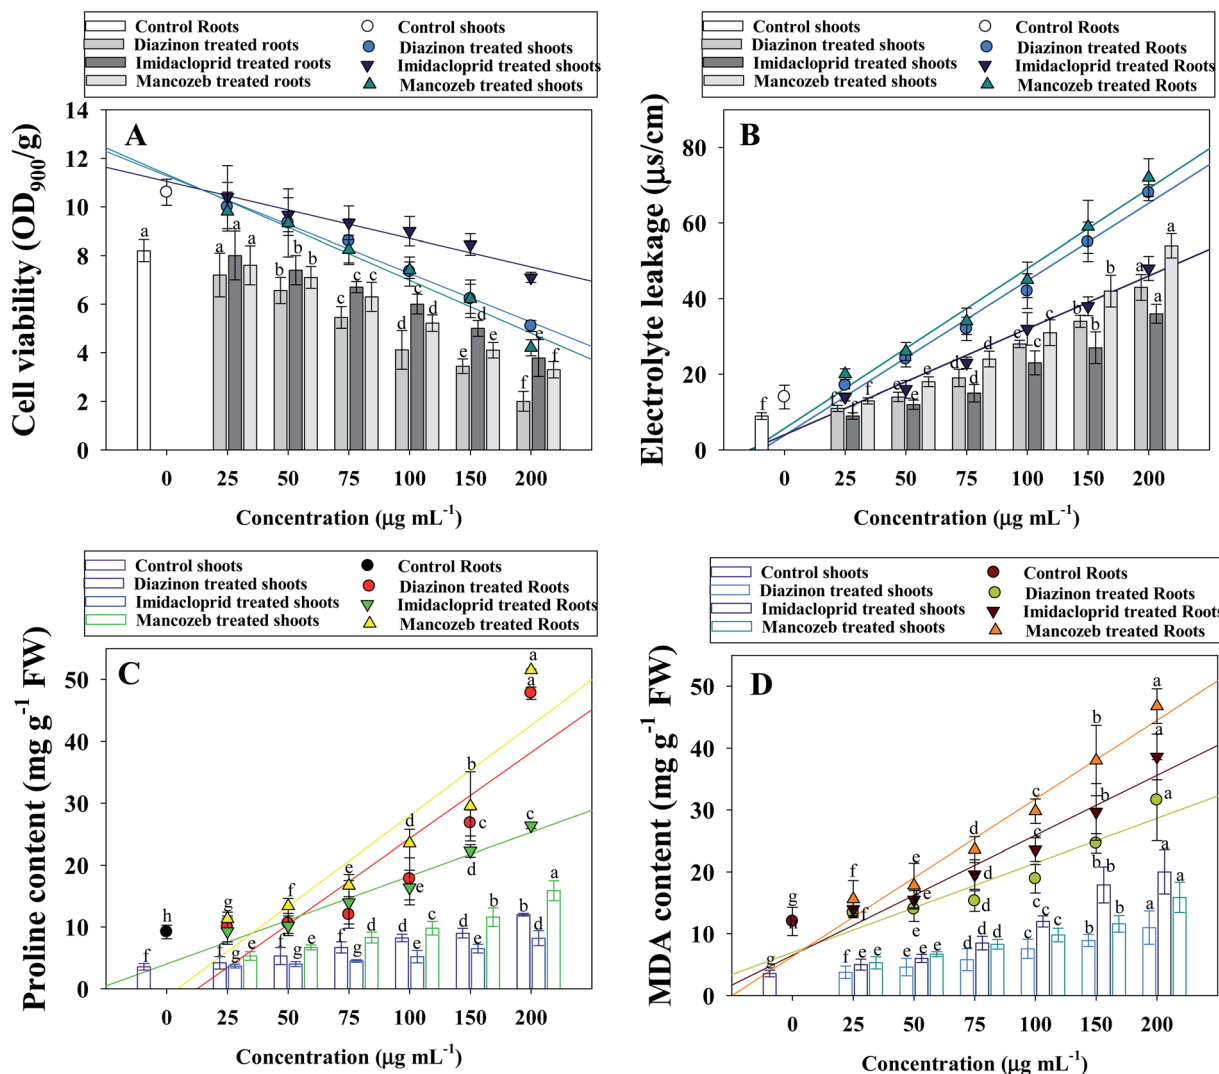 Control Roots
Diazinon treated roots
Imidacloprid treated roots
Mancozeb treated roots
Control shoots
Diazinon treated shoots
Imidacloprid treated shoots
Mancozeb treated shoots
A
Cell viability (OD900/g)
14
12
10
8
6
4
2
0
a
a a a
b b b
c c c
d c d
e d e
f e f
0 25 50 75 100 150 200
Concentration (µg mL-1)
Control shoots
Diazinon treated shoots
Imidacloprid treated shoots
Mancozeb treated shoots
Control Roots
Diazinon treated Roots
Imidacloprid treated Roots
Mancozeb treated Roots
B
Electrolyte leakage (µs/cm)
80
60
40
20
0
f
f f f
e e e
d d d
c c c
b b b
a a a
0 25 50 75 100 150 200
Concentration (µg mL-1)
Control shoots
Diazinon treated shoots
Imidacloprid treated shoots
Mancozeb treated shoots
Control Roots
Diazinon treated Roots
Imidacloprid treated Roots
Mancozeb treated Roots
C
Proline content (mg g-1 FW)
50
40
30
20
10
0
h g f e d b c d a a c
f e g e f g e e g d d e c c f b b d a
0 25 50 75 100 150 200
Concentration (µg mL-1)
Control shoots
Diazinon treated shoots
Imidacloprid treated shoots
Mancozeb treated shoots
Control Roots
Diazinon treated Roots
Imidacloprid treated Roots
Mancozeb treated Roots
D
MDA content (mg g-1 FW)
50
40
30
20
10
0
g e f e e d d c c b b a a a
g f e e e e e d d d e c c c a b b a a
0 25 50 75 100 150 200
Concentration (µg mL-1)